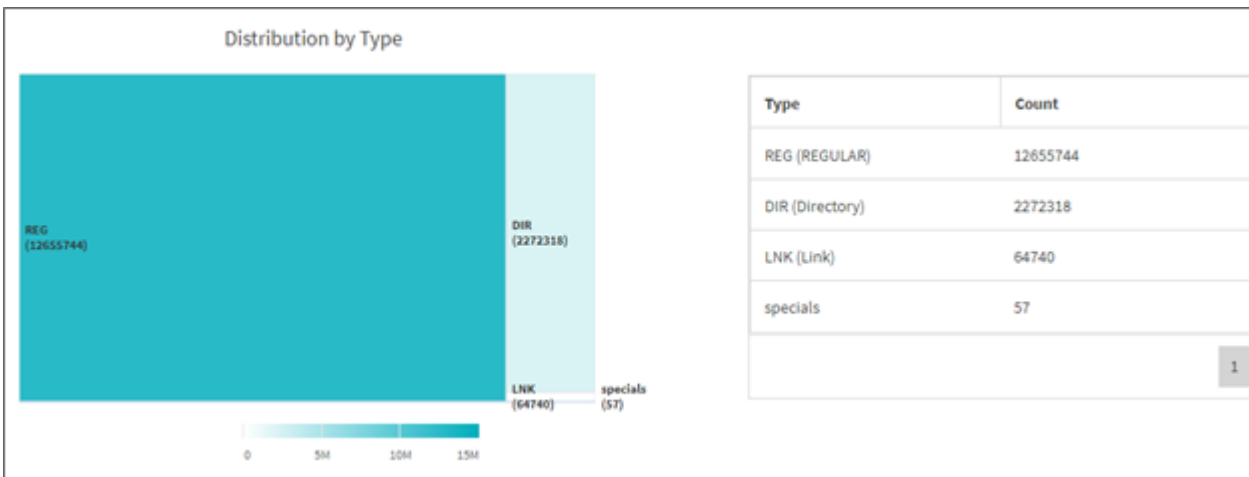 Distribution by Type
REG
(12655744)
DIR
(2272318)
LNK
(64740)
specials
(57)
0 5M 10M 15M
Type Count
REG (REGULAR) 12655744
DIR (Directory) 2272318
LNK (Link) 64740
specials 57
1